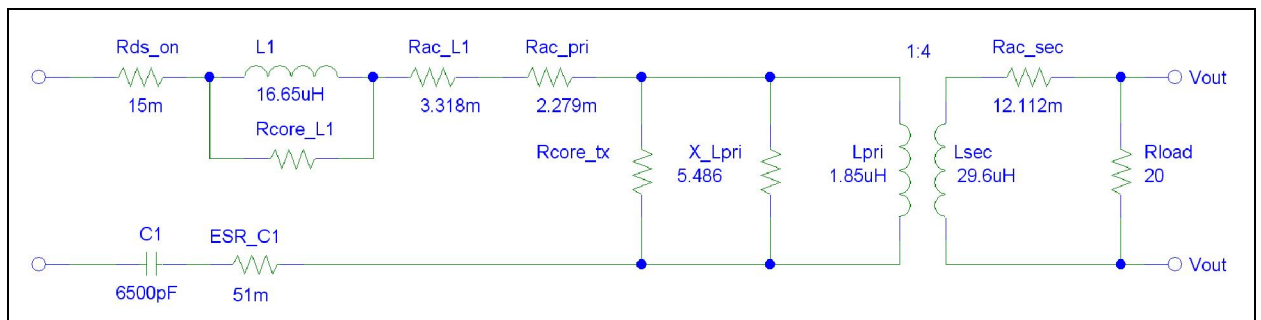 Rds_on
15m
L1
16.65uH
Rcore_L1
Rac_L1
3.318m
Rac_pri
2.279m
Rcore_tx
X_Lpri
5.486
Lpri
1.85uH
1:4
Lsec
29.6uH
Rac_sec
12.112m
Rload
20
Vout
Vout
C1
6500pF
ESR_C1
51m